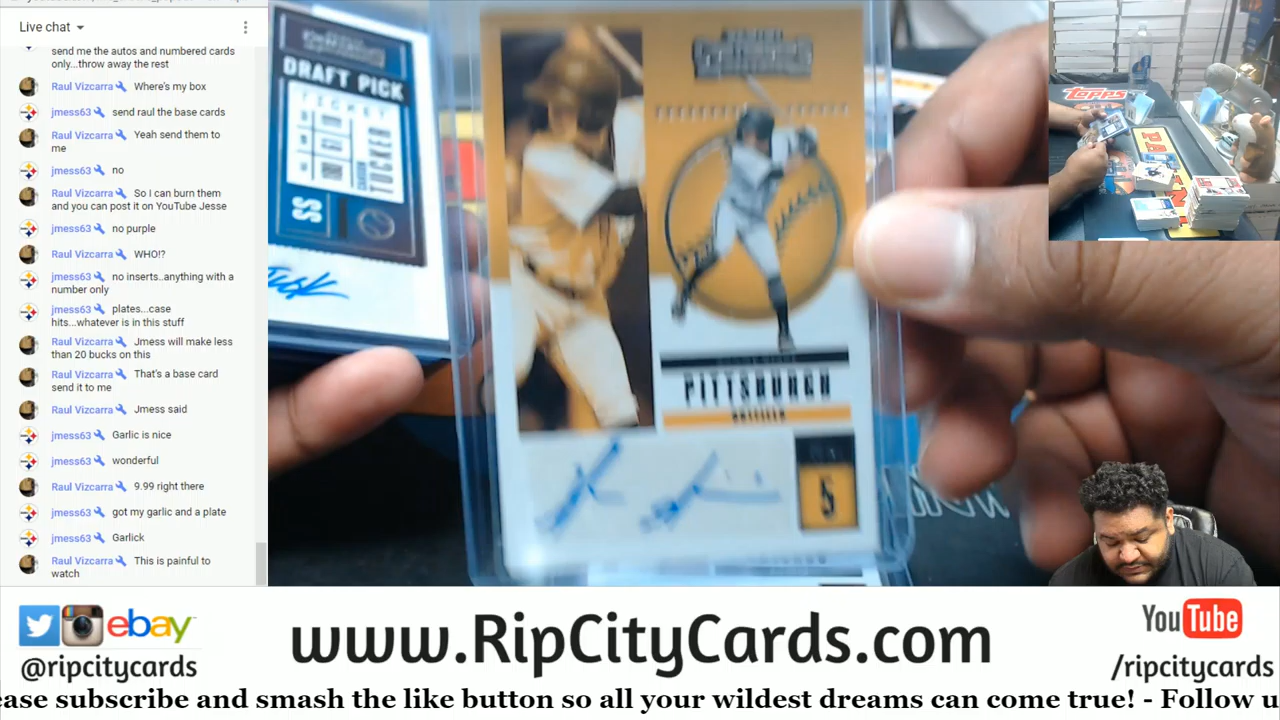 Live chat
send me the autos and numbered cards
only...throw away the rest
Raul Vizcarra Where's my box
jmess63 send raul the base cards
Raul Vizcarra Yeah send them to
me
jmess63 no
Raul Vizcarra So I can burn them
and you can post it on YouTube Jesse
jmess63 no purple
Raul Vizcarra WHO!?
jmess63 no inserts..anything with a
number only
jmess63 plates...case
hits...whatever is in this stuff
Raul Vizcarra Jmess will make less
than 20 bucks on this
Raul Vizcarra That's a base card
send it to me
Raul Vizcarra Jmess said
jmess63 Garlic is nice
jmess63 wonderful
Raul Vizcarra 9.99 right there
jmess63 got my garlic and a plate
jmess63 Garlick
Raul Vizcarra This is painful to
watch
DRAFT PICK
TICKET
SS
PITTSBURGH
5
Topps
ebay
@ripcitycards
www.RipCityCards.com
YouTube
/ripcitycards
ease subscribe and smash the like button so all your wildest dreams can come true! - Follow u